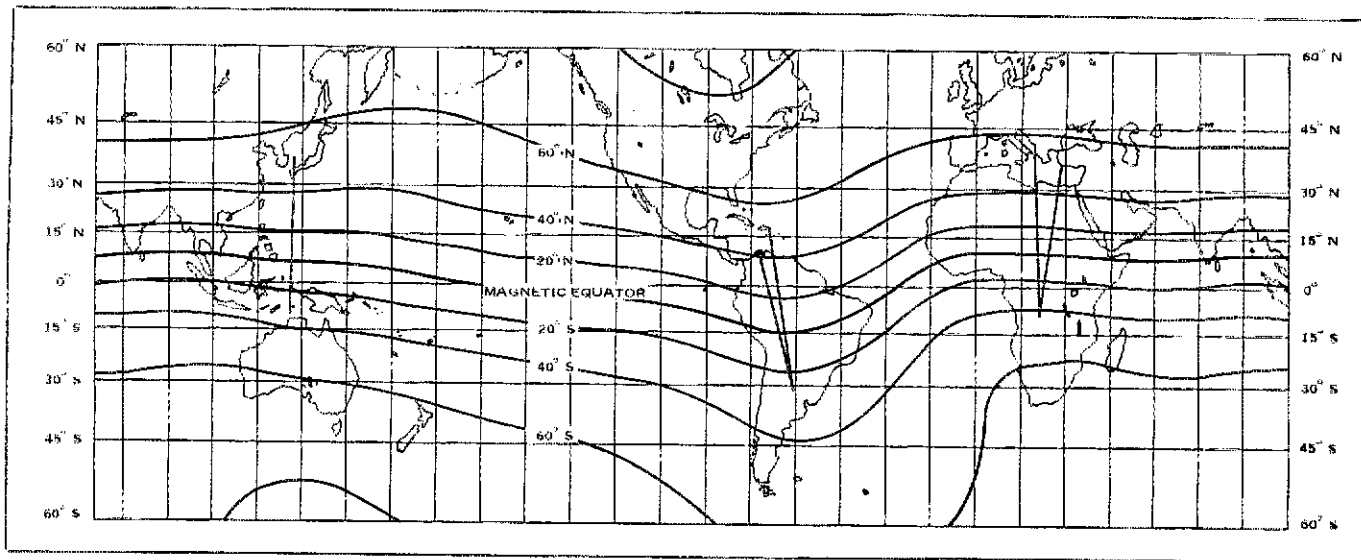 60° N 60° N
45° N 45° N
60° N
30° N 30° N
40° N
15° N 15° N
20° N
0° MAGNETIC EQUATOR 0°
20° S
15° S 15° S
40° S
30° S 30° S
60° S
45° S 45° S
60° S 60° S